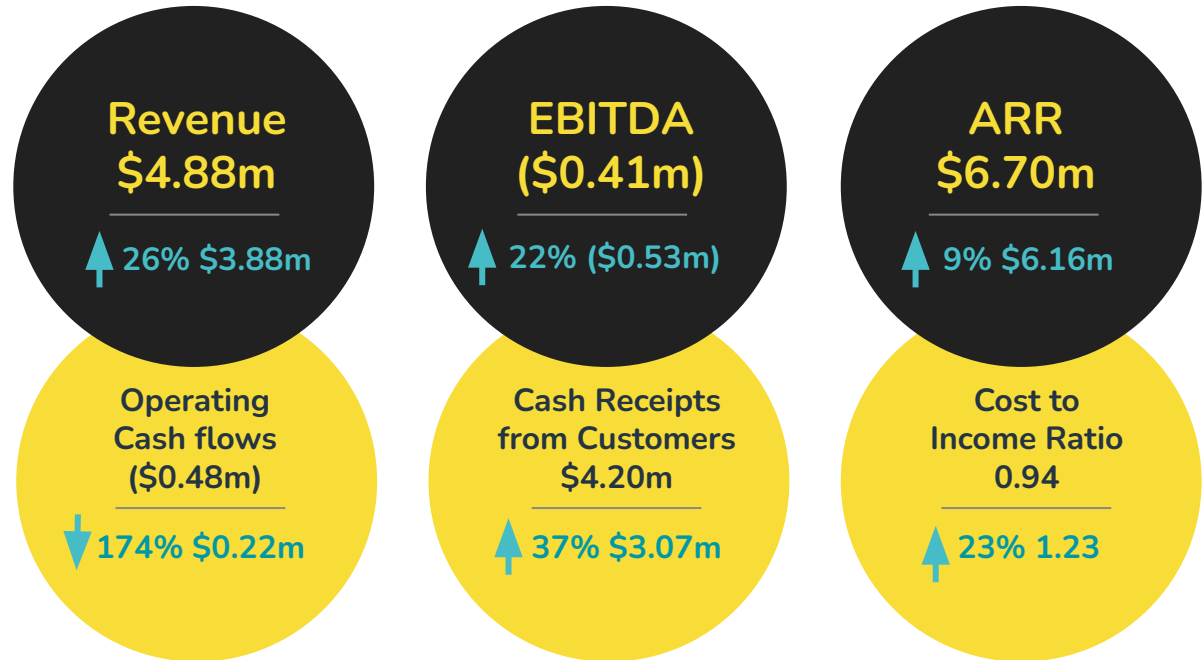 Revenue
$4.88m
26% $3.88m
EBITDA
($0.41m)
22% ($0.53m)
ARR
$6.70m
9% $6.16m
Operating
Cash flows
($0.48m)
174% $0.22m
Cash Receipts
from Customers
$4.20m
37% $3.07m
Cost to
Income Ratio
0.94
23% 1.23